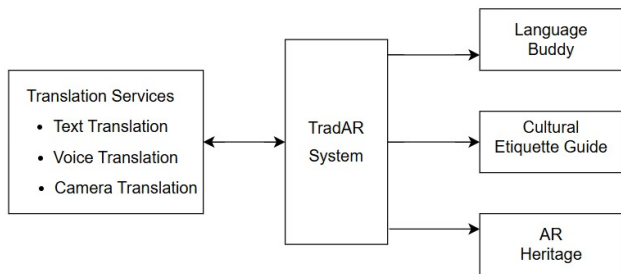 Translation Services
• Text Translation
• Voice Translation
• Camera Translation
TradAR
System
Language
Buddy
Cultural
Etiquette Guide
AR
Heritage